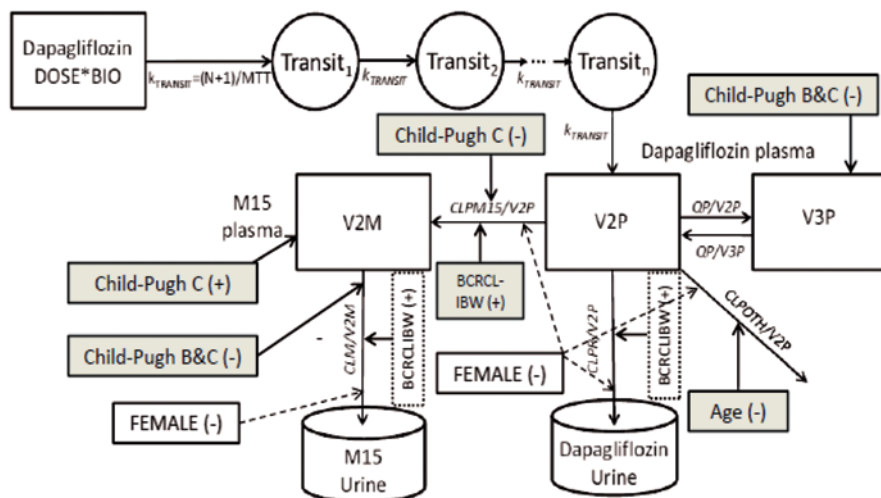 Dapagliflozin
DOSE*BIO
k_TRANSIT=(N+1)/MTT
Transit₁
k_TRANSIT
Transit₂
...
k_TRANSIT
Transitₙ
k_TRANSIT
Child-Pugh B&C (-)
Child-Pugh C (-)
Dapagliflozin plasma
M15
plasma
V2M
CLPM15/V2P
V2P
QP/V2P
QP/V3P
V3P
Child-Pugh C (+)
BCRCL-
IBW (+)
-
CLM/V2M
BCRCLIBW (+)
CLPR/V2P
BCRCLIBW (+)
CLPOTH/V2P
Child-Pugh B&C (-)
FEMALE (-)
FEMALE (-)
Age (-)
M15
Urine
Dapagliflozin
Urine